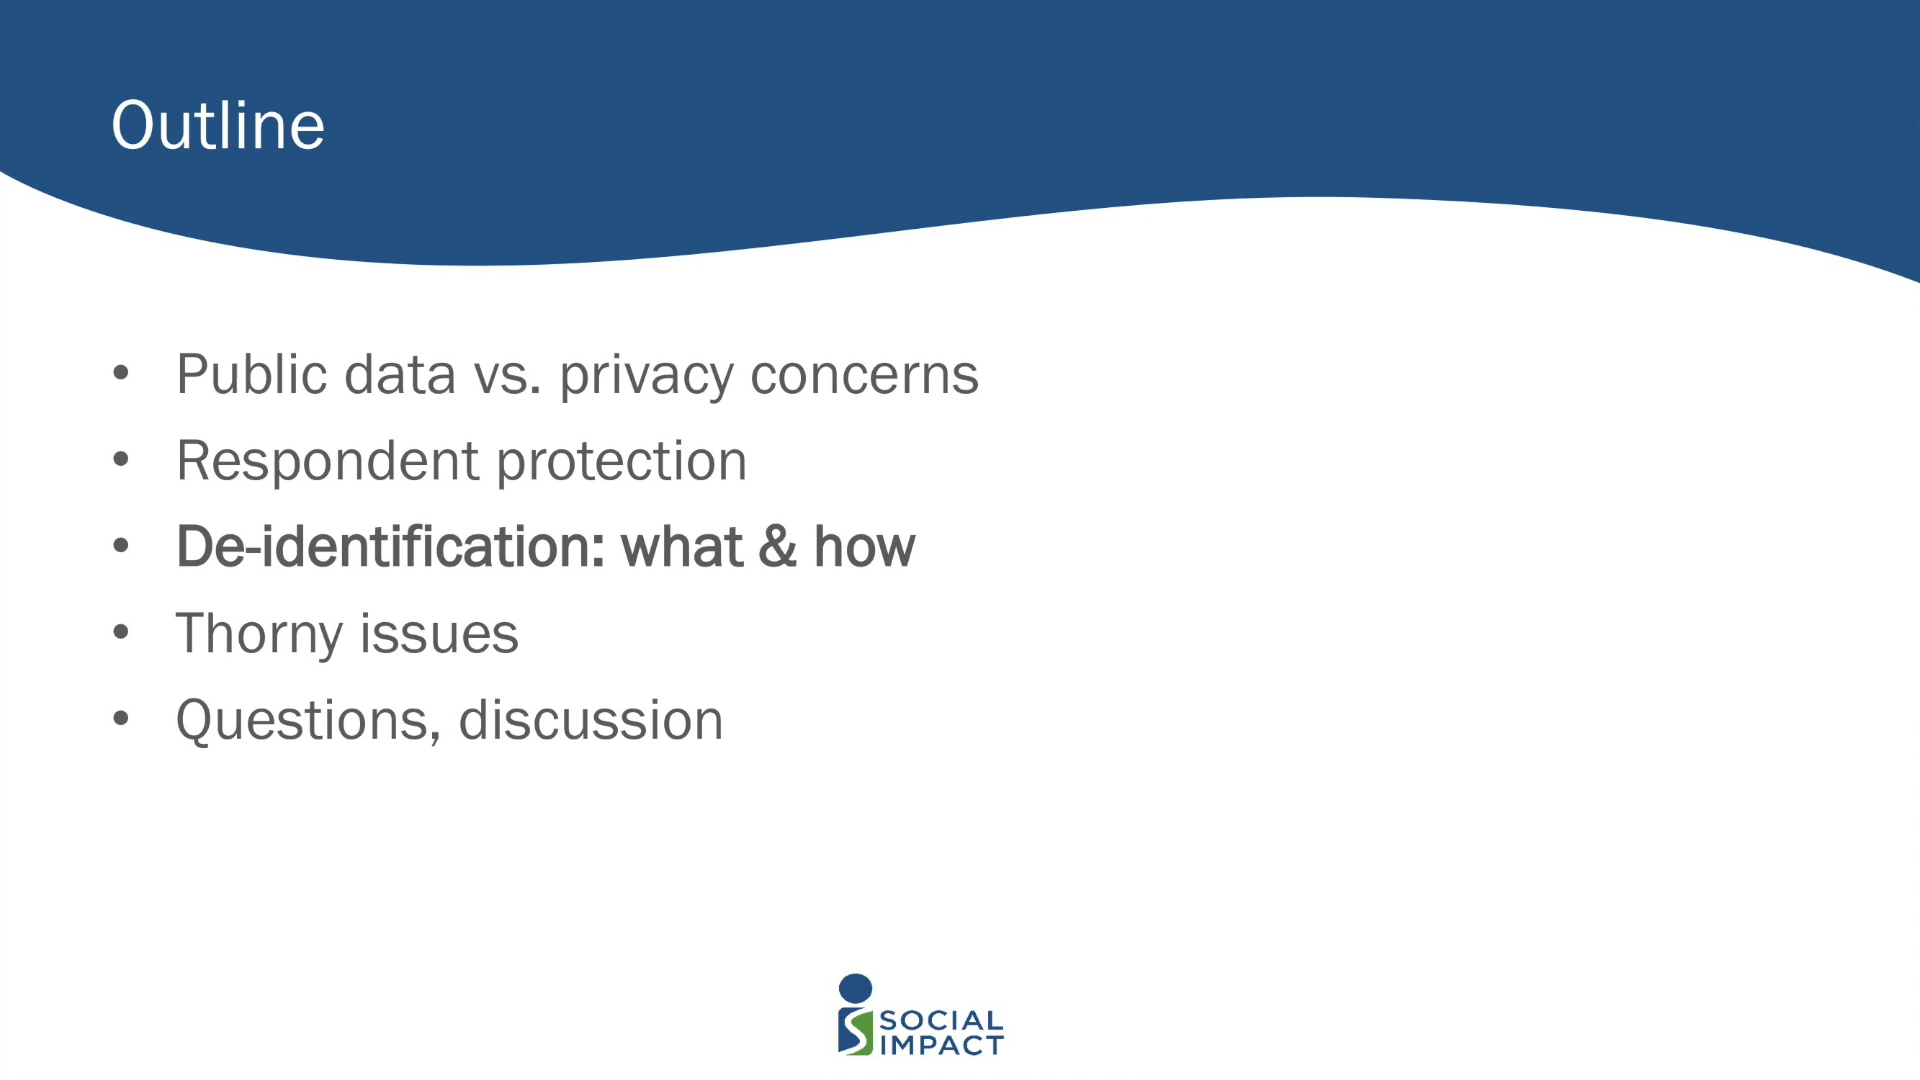 Outline
• Public data vs. privacy concerns
• Respondent protection
• De-identification: what & how
• Thorny issues
• Questions, discussion
SOCIAL
IMPACT